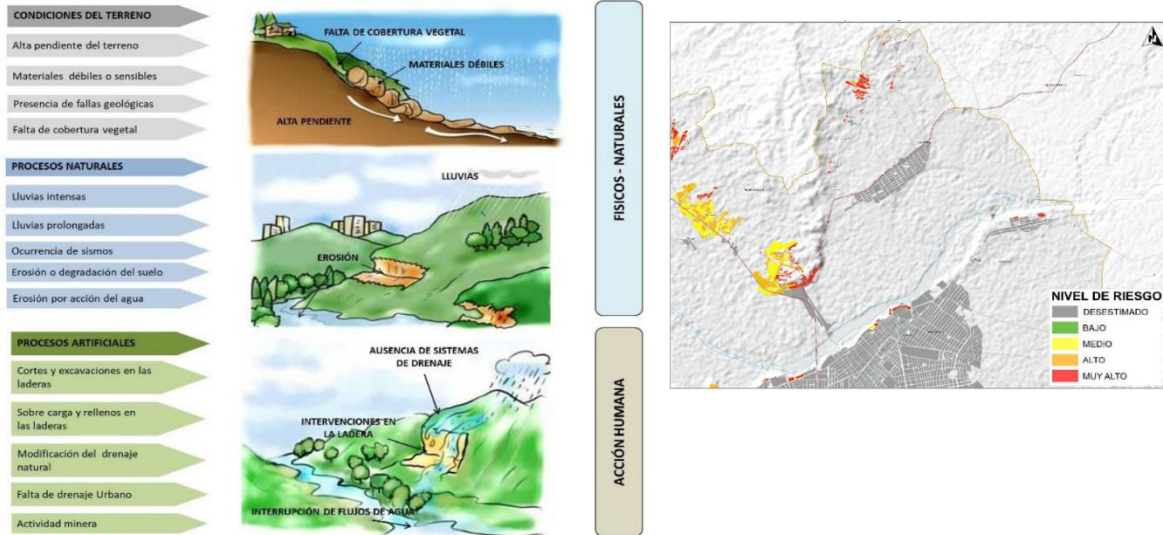 CONDICIONES DEL TERRENO
Alta pendiente del terreno
Materiales débiles o sensibles
Presencia de fallas geológicas
Falta de cobertura vegetal
PROCESOS NATURALES
Lluvias intensas
Lluvias prolongadas
Ocurrencia de sismos
Erosión o degradación del suelo
Erosión por acción del agua
PROCESOS ARTIFICIALES
Cortes y excavaciones en las
laderas
Sobre carga y rellenos en
las laderas
Modificación del drenaje
natural
Falta de drenaje Urbano
Actividad minera
FALTA DE COBERTURA VEGETAL
MATERIALES DÉBILES
ALTA PENDIENTE
LLUVIAS
EROSIÓN
AUSENCIA DE SISTEMAS
DE DRENAJE
INTERVENCIONES EN
LA LADERA
INTERRUPCIÓN DE FLUJOS DE AGUA
FISICOS - NATURALES
ACCIÓN HUMANA
NIVEL DE RIESGO
DESESTIMADO
BAJO
MEDIO
ALTO
MUY ALTO